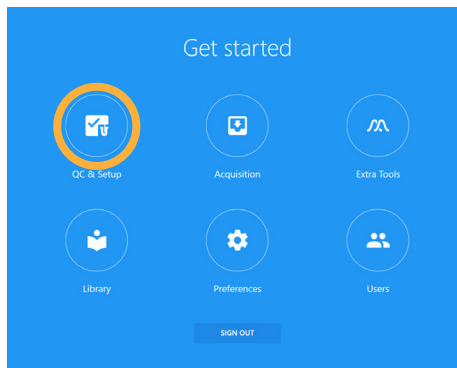 Get started
QC & Setup
Acquisition
Extra Tools
Library
Preferences
Users
SIGN OUT